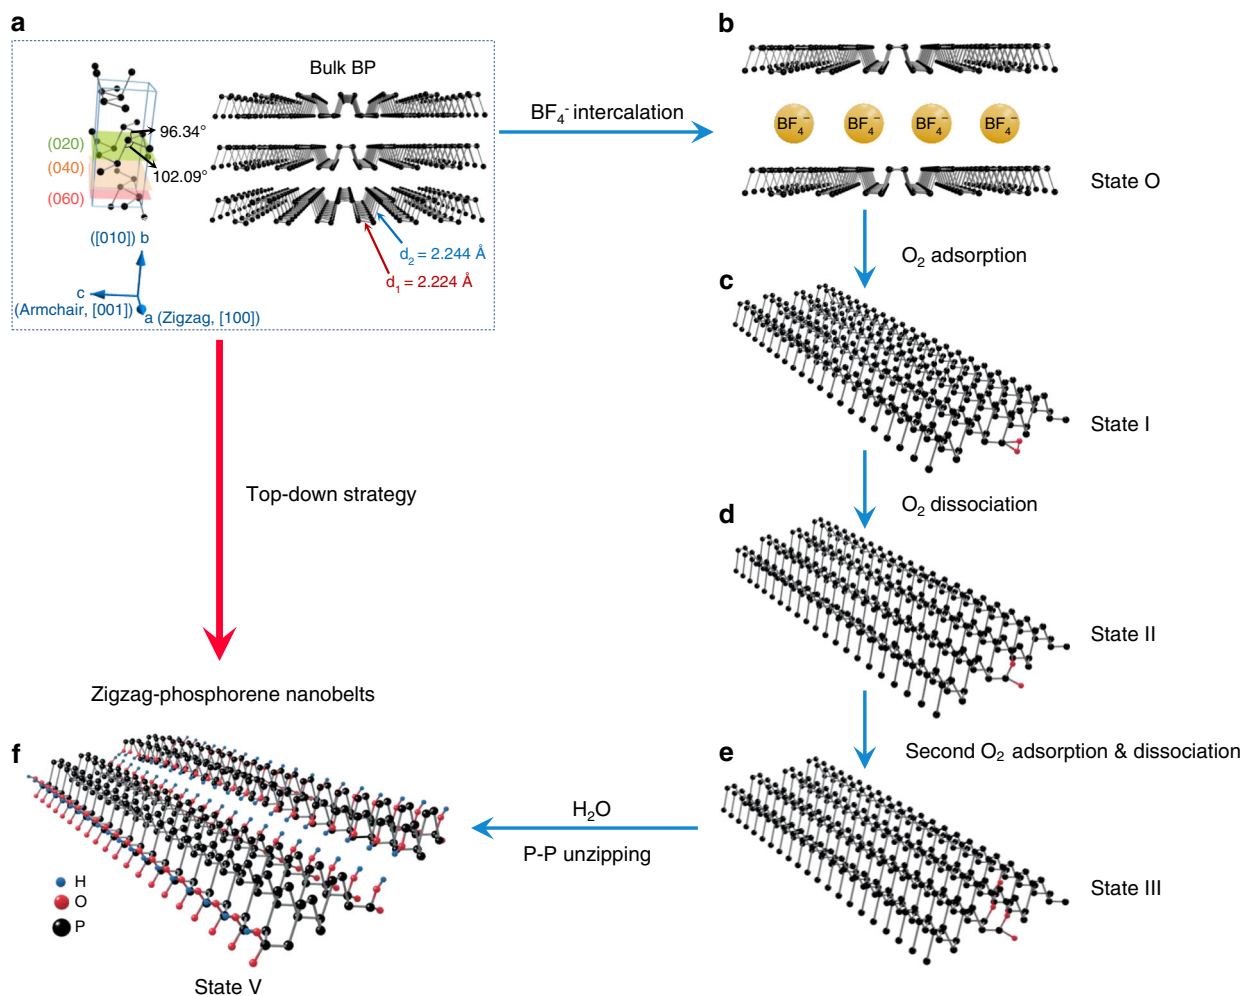 a
Bulk BP
96.34°
(020)
(040)
102.09°
(060)
([010]) b
c
(Armchair, [001])
a (Zigzag, [100])
d2 = 2.244 Å
d1 = 2.224 Å
BF4- intercalation
b
BF4- BF4- BF4- BF4-
State O
O2 adsorption
c
State I
O2 dissociation
d
State II
Second O2 adsorption & dissociation
e
State III
H2O
P-P unzipping
Top-down strategy
Zigzag-phosphorene nanobelts
f
H
O
P
State V